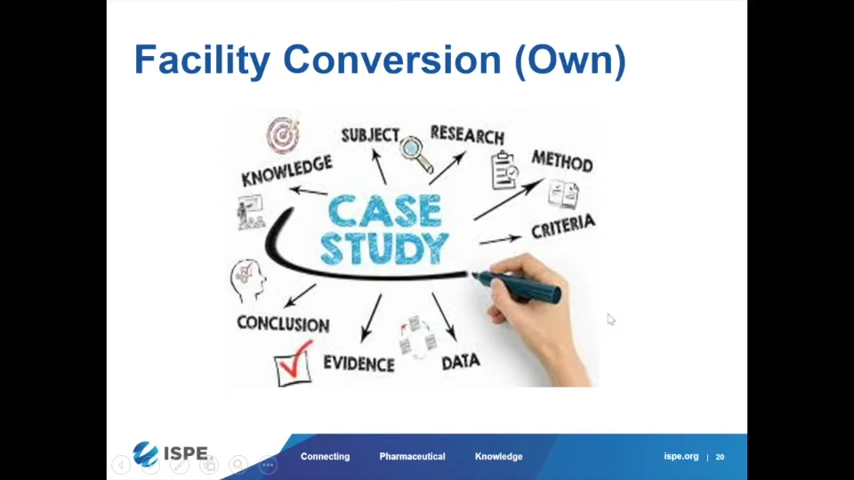 Facility Conversion (Own)
SUBJECT
RESEARCH
KNOWLEDGE
METHOD
CASE
STUDY
CRITERIA
CONCLUSION
EVIDENCE
DATA
ISPE
Connecting Pharmaceutical Knowledge
ispe.org | 20